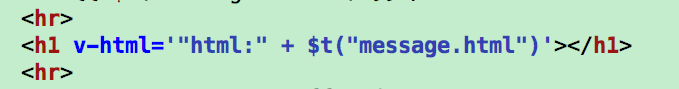 <hr>
<h1 v-html='"html:" + $t("message.html")'></h1>
<hr>